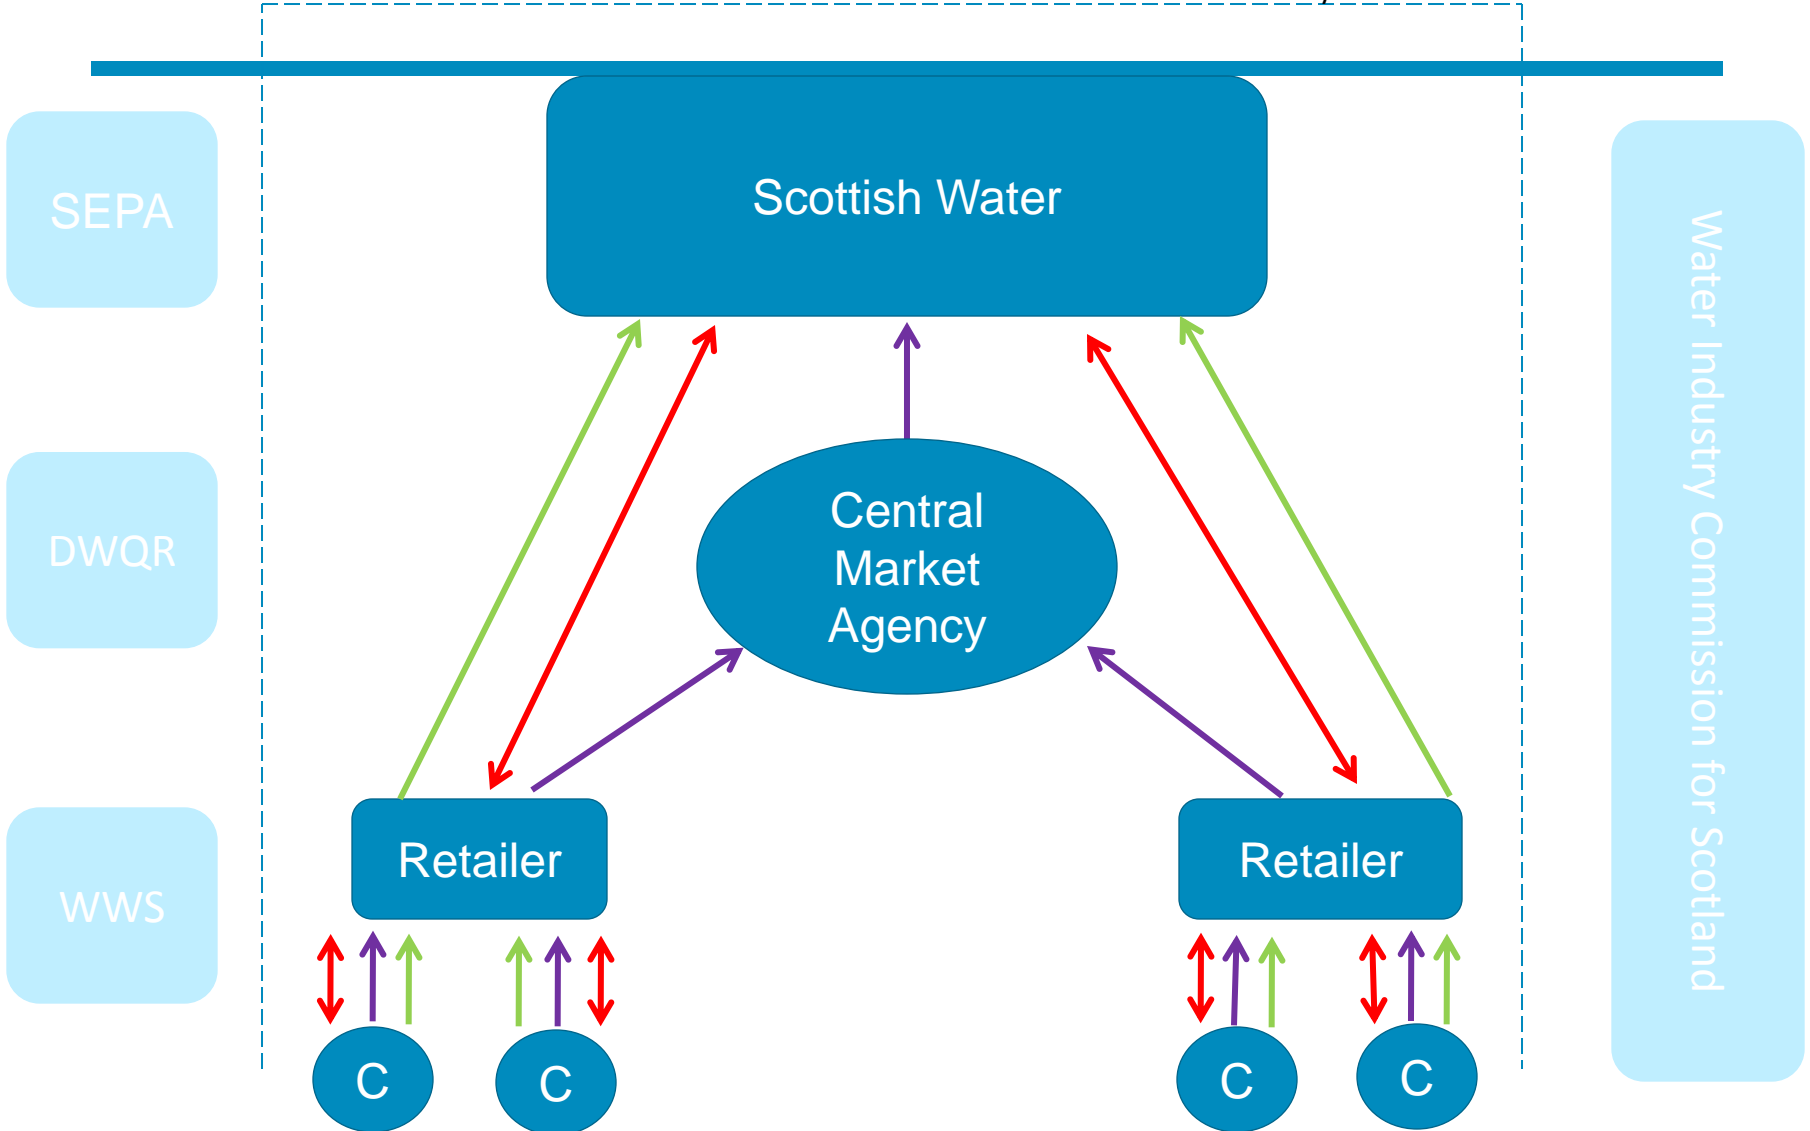 Scottish Water
SEPA
Water Industry Commission for Scotland
Central
Market
Agency
DWQR
Retailer
Retailer
WWS
C
C
C
C